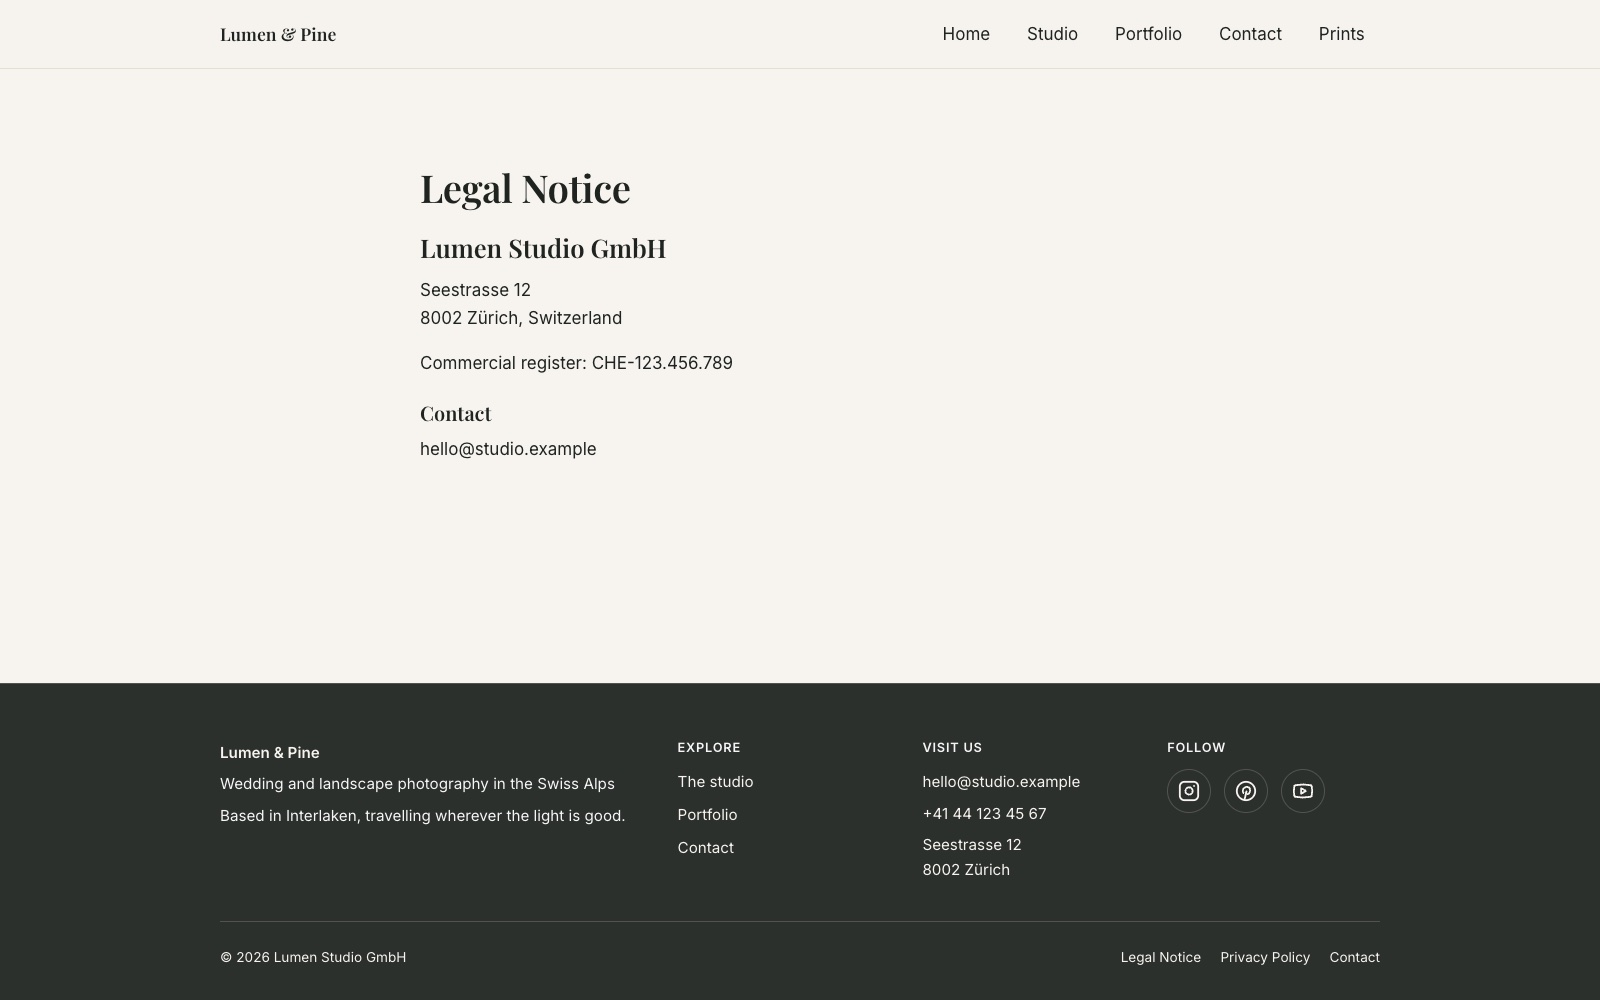 Lumen & Pine
Home
Studio
Portfolio
Contact
Prints
Legal Notice
Lumen Studio GmbH
Seestrasse 12
8002 Zürich, Switzerland
Commercial register: CHE-123.456.789
Contact
hello@studio.example
Lumen & Pine
Wedding and landscape photography in the Swiss Alps
Based in Interlaken, travelling wherever the light is good.
EXPLORE
The studio
Portfolio
Contact
VISIT US
hello@studio.example
+41 44 123 45 67
Seestrasse 12
8002 Zürich
FOLLOW
© 2026 Lumen Studio GmbH
Legal Notice
Privacy Policy
Contact